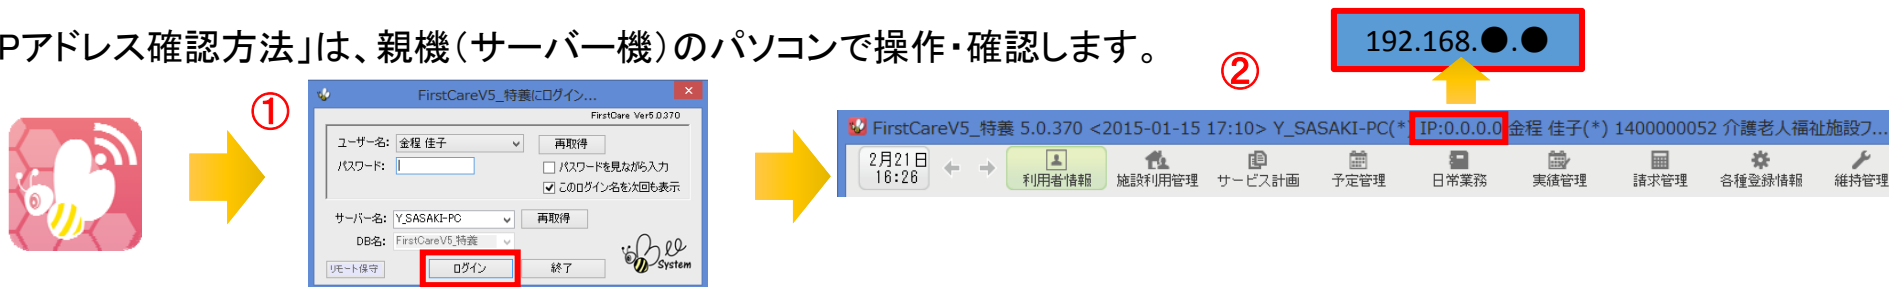 Pアドレス確認方法」は、親機(サーバー機)のパソコンで操作・確認します。
①
FirstCareV5_特養にログイン...
FirstCare Ver5.0.370
ユーザー名: 金程 佳子 再取得
パスワード: パスワードを見ながら入力
このログイン名を次回も表示
サーバー名: Y_SASAKI-PC 再取得
DB名: FirstCareV5_特養
リモート保守 ログイン 終了
Bee System
②
192.168.●.●
FirstCareV5_特養 5.0.370 <2015-01-15 17:10> Y_SASAKI-PC(*) IP:0.0.0.0 金程 佳子(*) 1400000052 介護老人福祉施設フ...
2月21日
16:26
利用者情報 施設利用管理 サービス計画 予定管理 日常業務 実績管理 請求管理 各種登録情報 維持管理